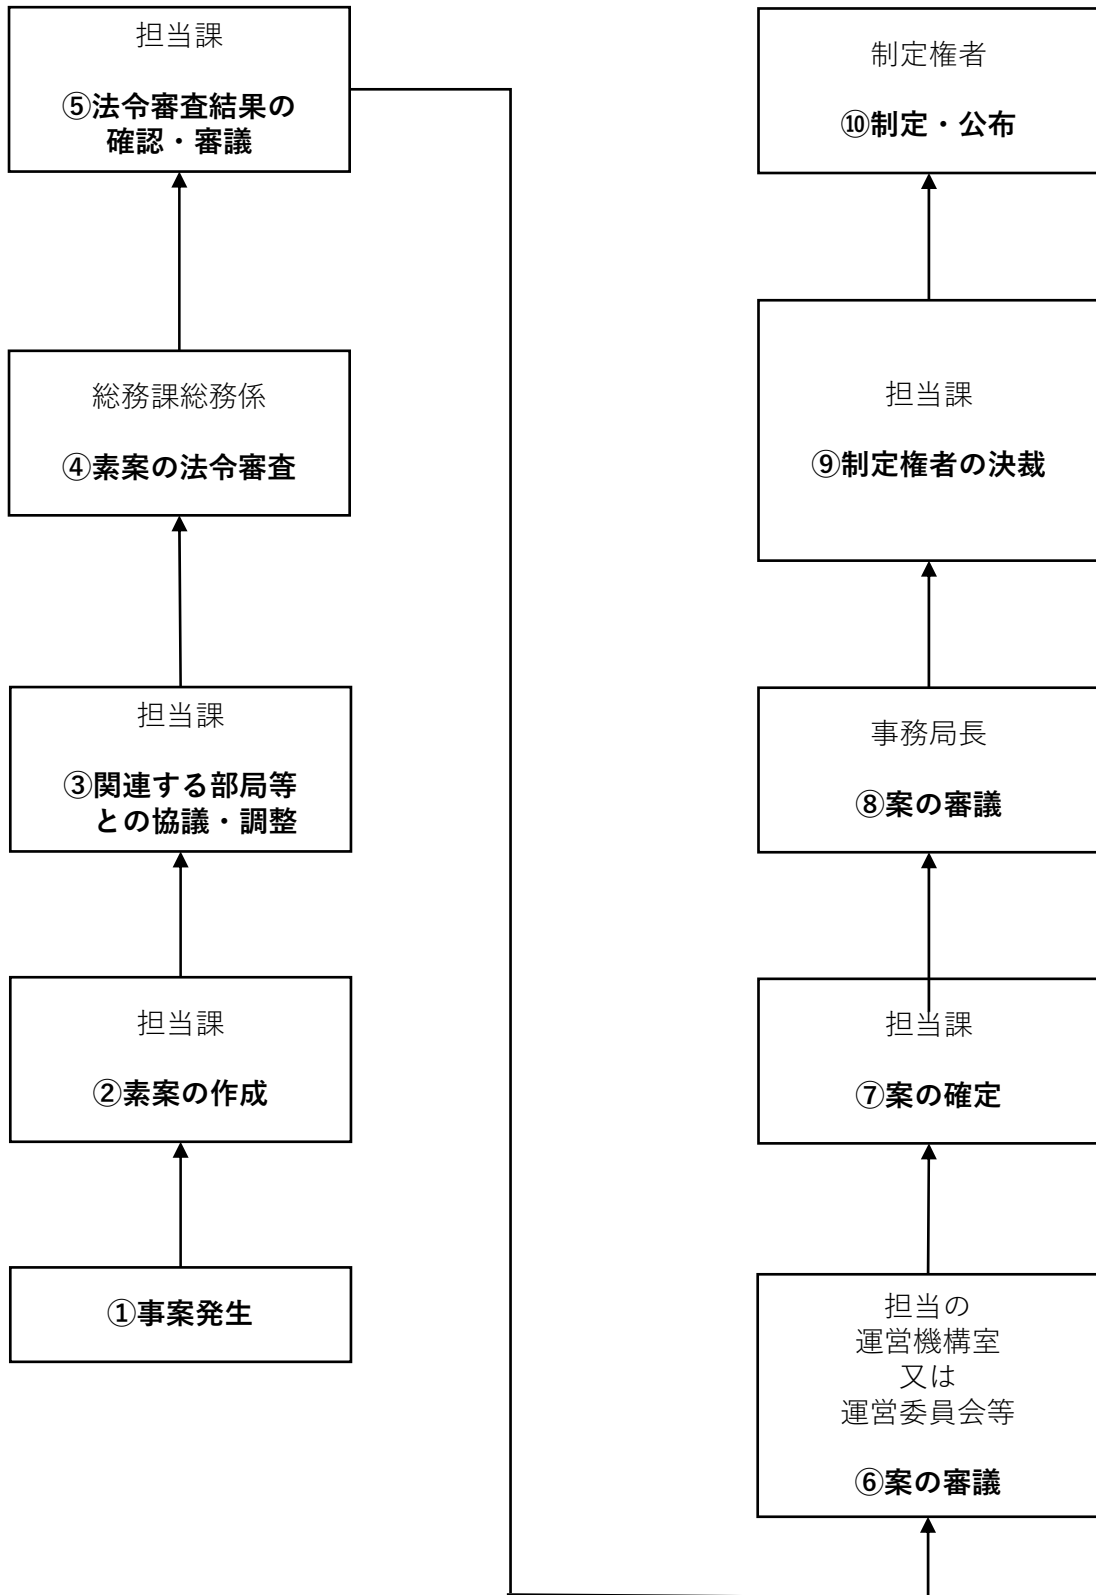 担当課
⑤法令審査結果の
確認・審議
総務課総務係
④素案の法令審査
担当課
③関連する部局等
との協議・調整
担当課
②素案の作成
①事案発生
制定権者
⑩制定・公布
担当課
⑨制定権者の決裁
事務局長
⑧案の審議
担当課
⑦案の確定
担当の
運営機構室
又は
運営委員会等
⑥案の審議